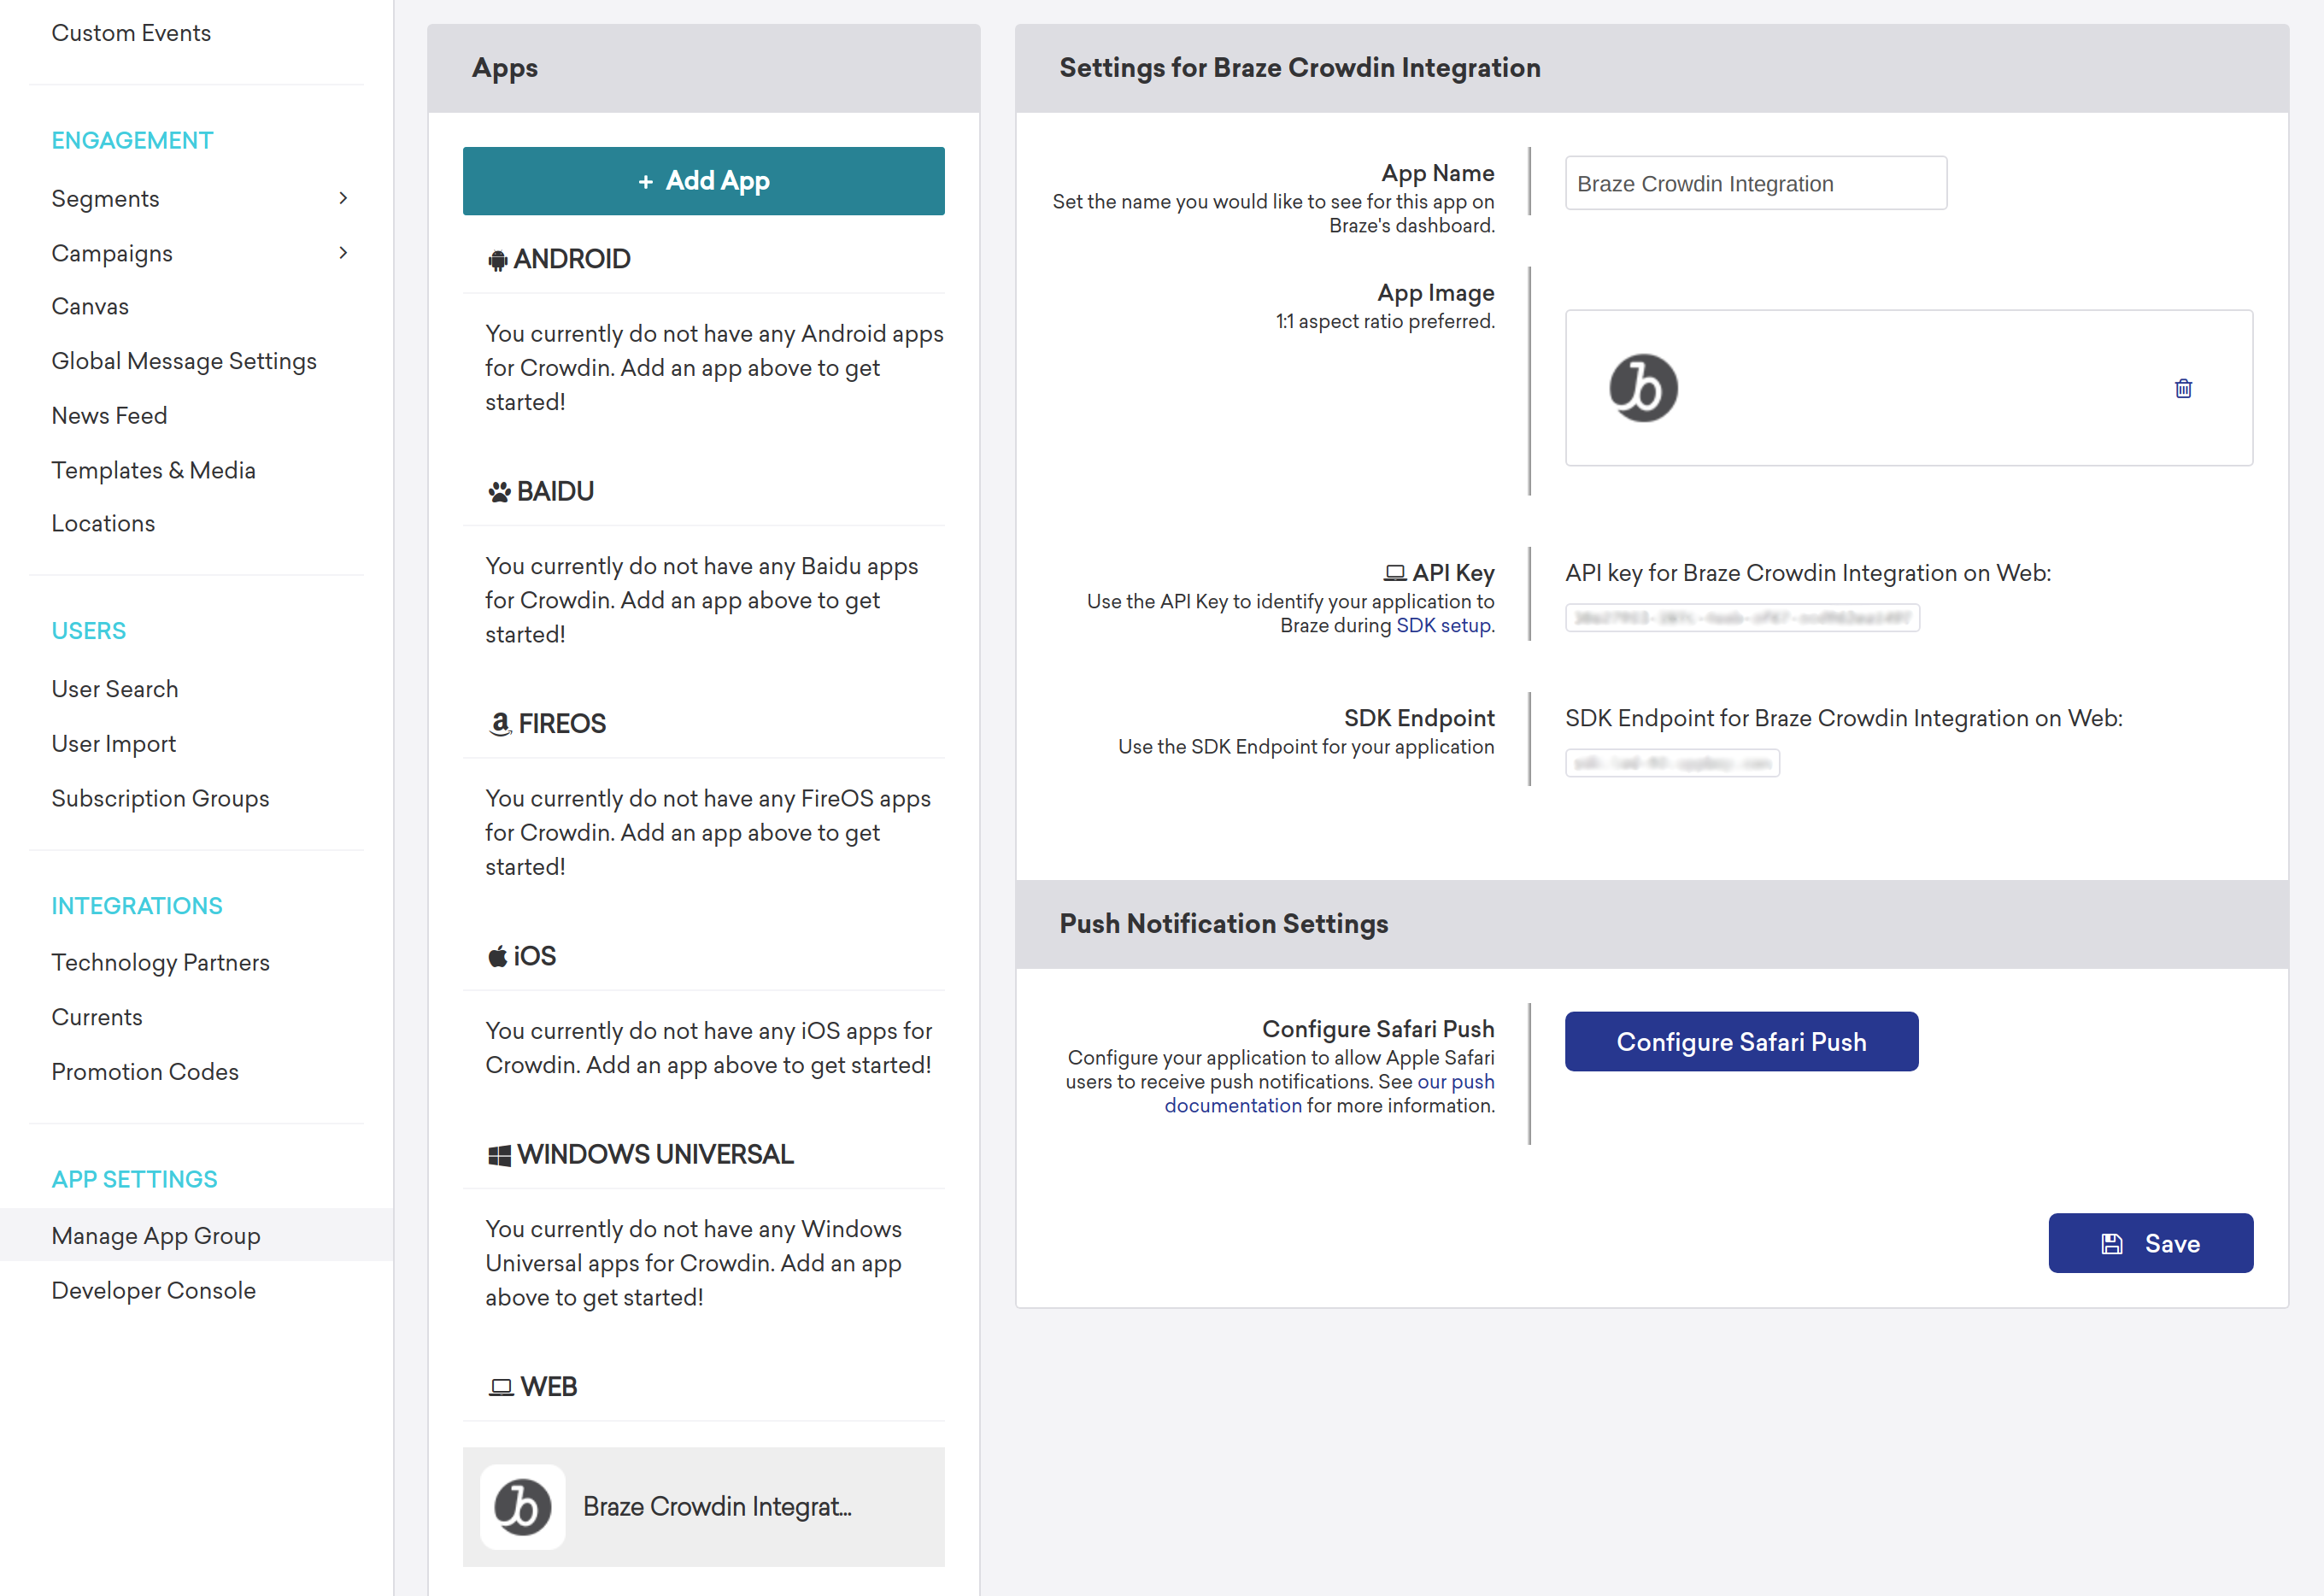 Custom Events
ENGAGEMENT
Segments
Campaigns
Canvas
Global Message Settings
News Feed
Templates & Media
Locations
USERS
User Search
User Import
Subscription Groups
INTEGRATIONS
Technology Partners
Currents
Promotion Codes
APP SETTINGS
Manage App Group
Developer Console
Apps
+ Add App
ANDROID
You currently do not have any Android apps
for Crowdin. Add an app above to get
started!
BAIDU
You currently do not have any Baidu apps
for Crowdin. Add an app above to get
started!
FIREOS
You currently do not have any FireOS apps
for Crowdin. Add an app above to get
started!
iOS
You currently do not have any iOS apps for
Crowdin. Add an app above to get started!
WINDOWS UNIVERSAL
You currently do not have any Windows
Universal apps for Crowdin. Add an app
above to get started!
WEB
Braze Crowdin Integrat...
Settings for Braze Crowdin Integration
App Name
Set the name you would like to see for this app on
Braze's dashboard.
Braze Crowdin Integration
App Image
1:1 aspect ratio preferred.
API Key
Use the API Key to identify your application to
Braze during SDK setup.
API key for Braze Crowdin Integration on Web:
SDK Endpoint
Use the SDK Endpoint for your application
SDK Endpoint for Braze Crowdin Integration on Web:
Push Notification Settings
Configure Safari Push
Configure your application to allow Apple Safari
users to receive push notifications. See our push
documentation for more information.
Configure Safari Push
Save